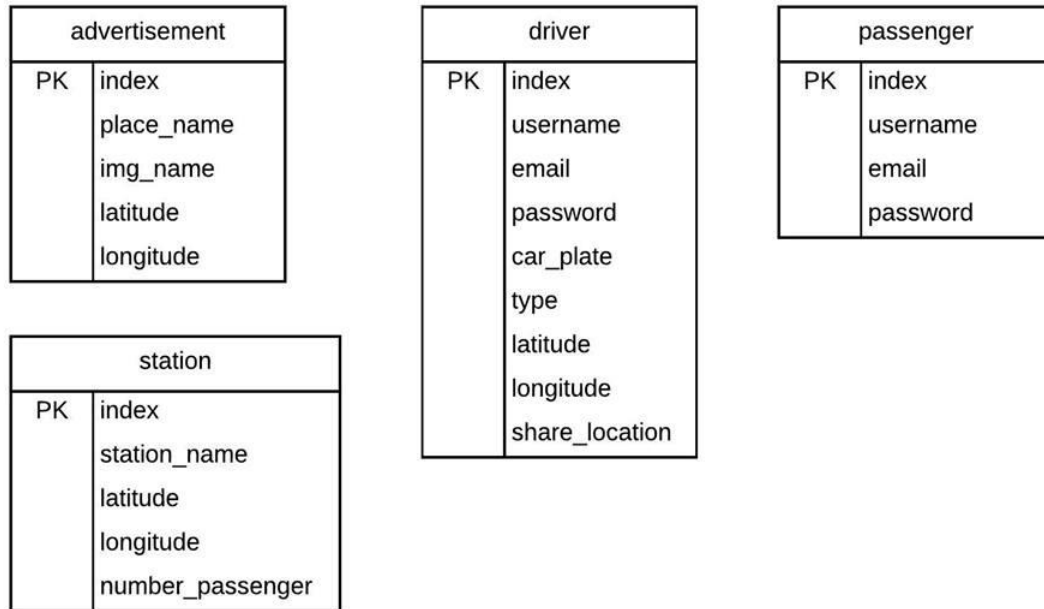 advertisement
PK index
place_name
img_name
latitude
longitude
driver
PK index
username
email
password
car_plate
type
latitude
longitude
share_location
passenger
PK index
username
email
password
station
PK index
station_name
latitude
longitude
number_passenger